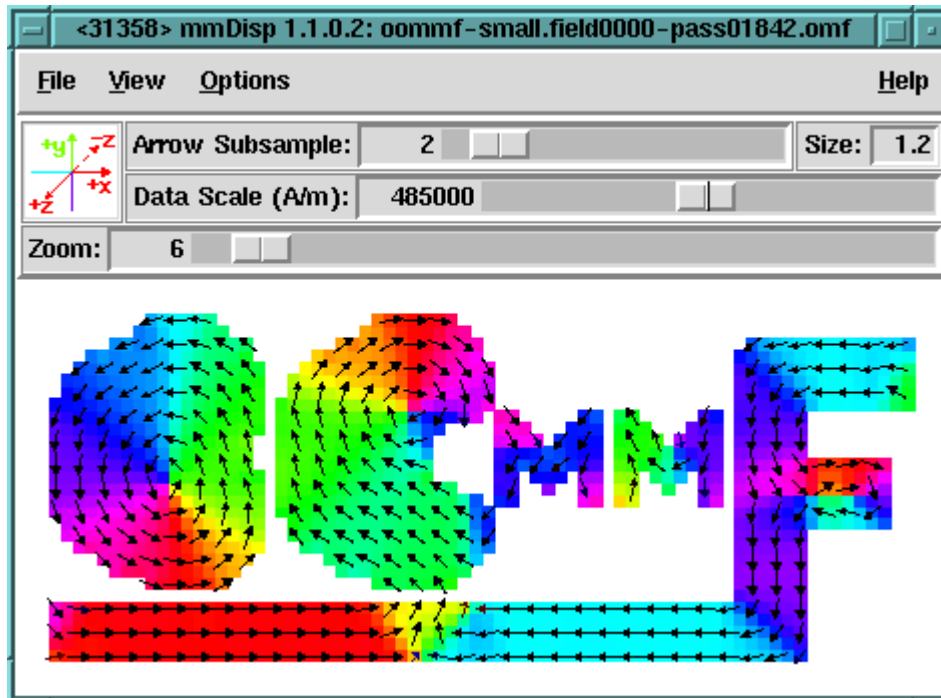 <31358> mmDisp 1.1.0.2: oommf-small.field0000-pass01842.omf
File View Options Help
+y -z +x +z
Arrow Subsample: 2 Size: 1.2
Data Scale (A/m): 485000
Zoom: 6
OOMMF